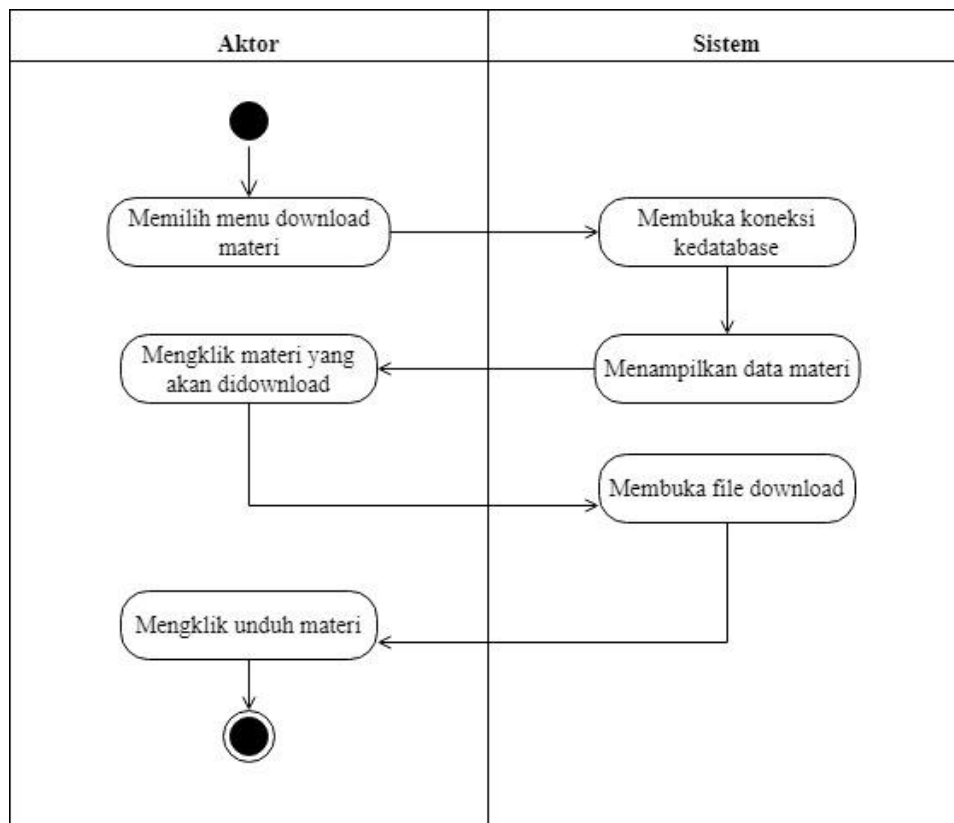 Aktor
Sistem
Memilih menu download
materi
Membuka koneksi
kedatabase
Menampilkan data materi
Mengklik materi yang
akan didownload
Membuka file download
Mengklik unduh materi